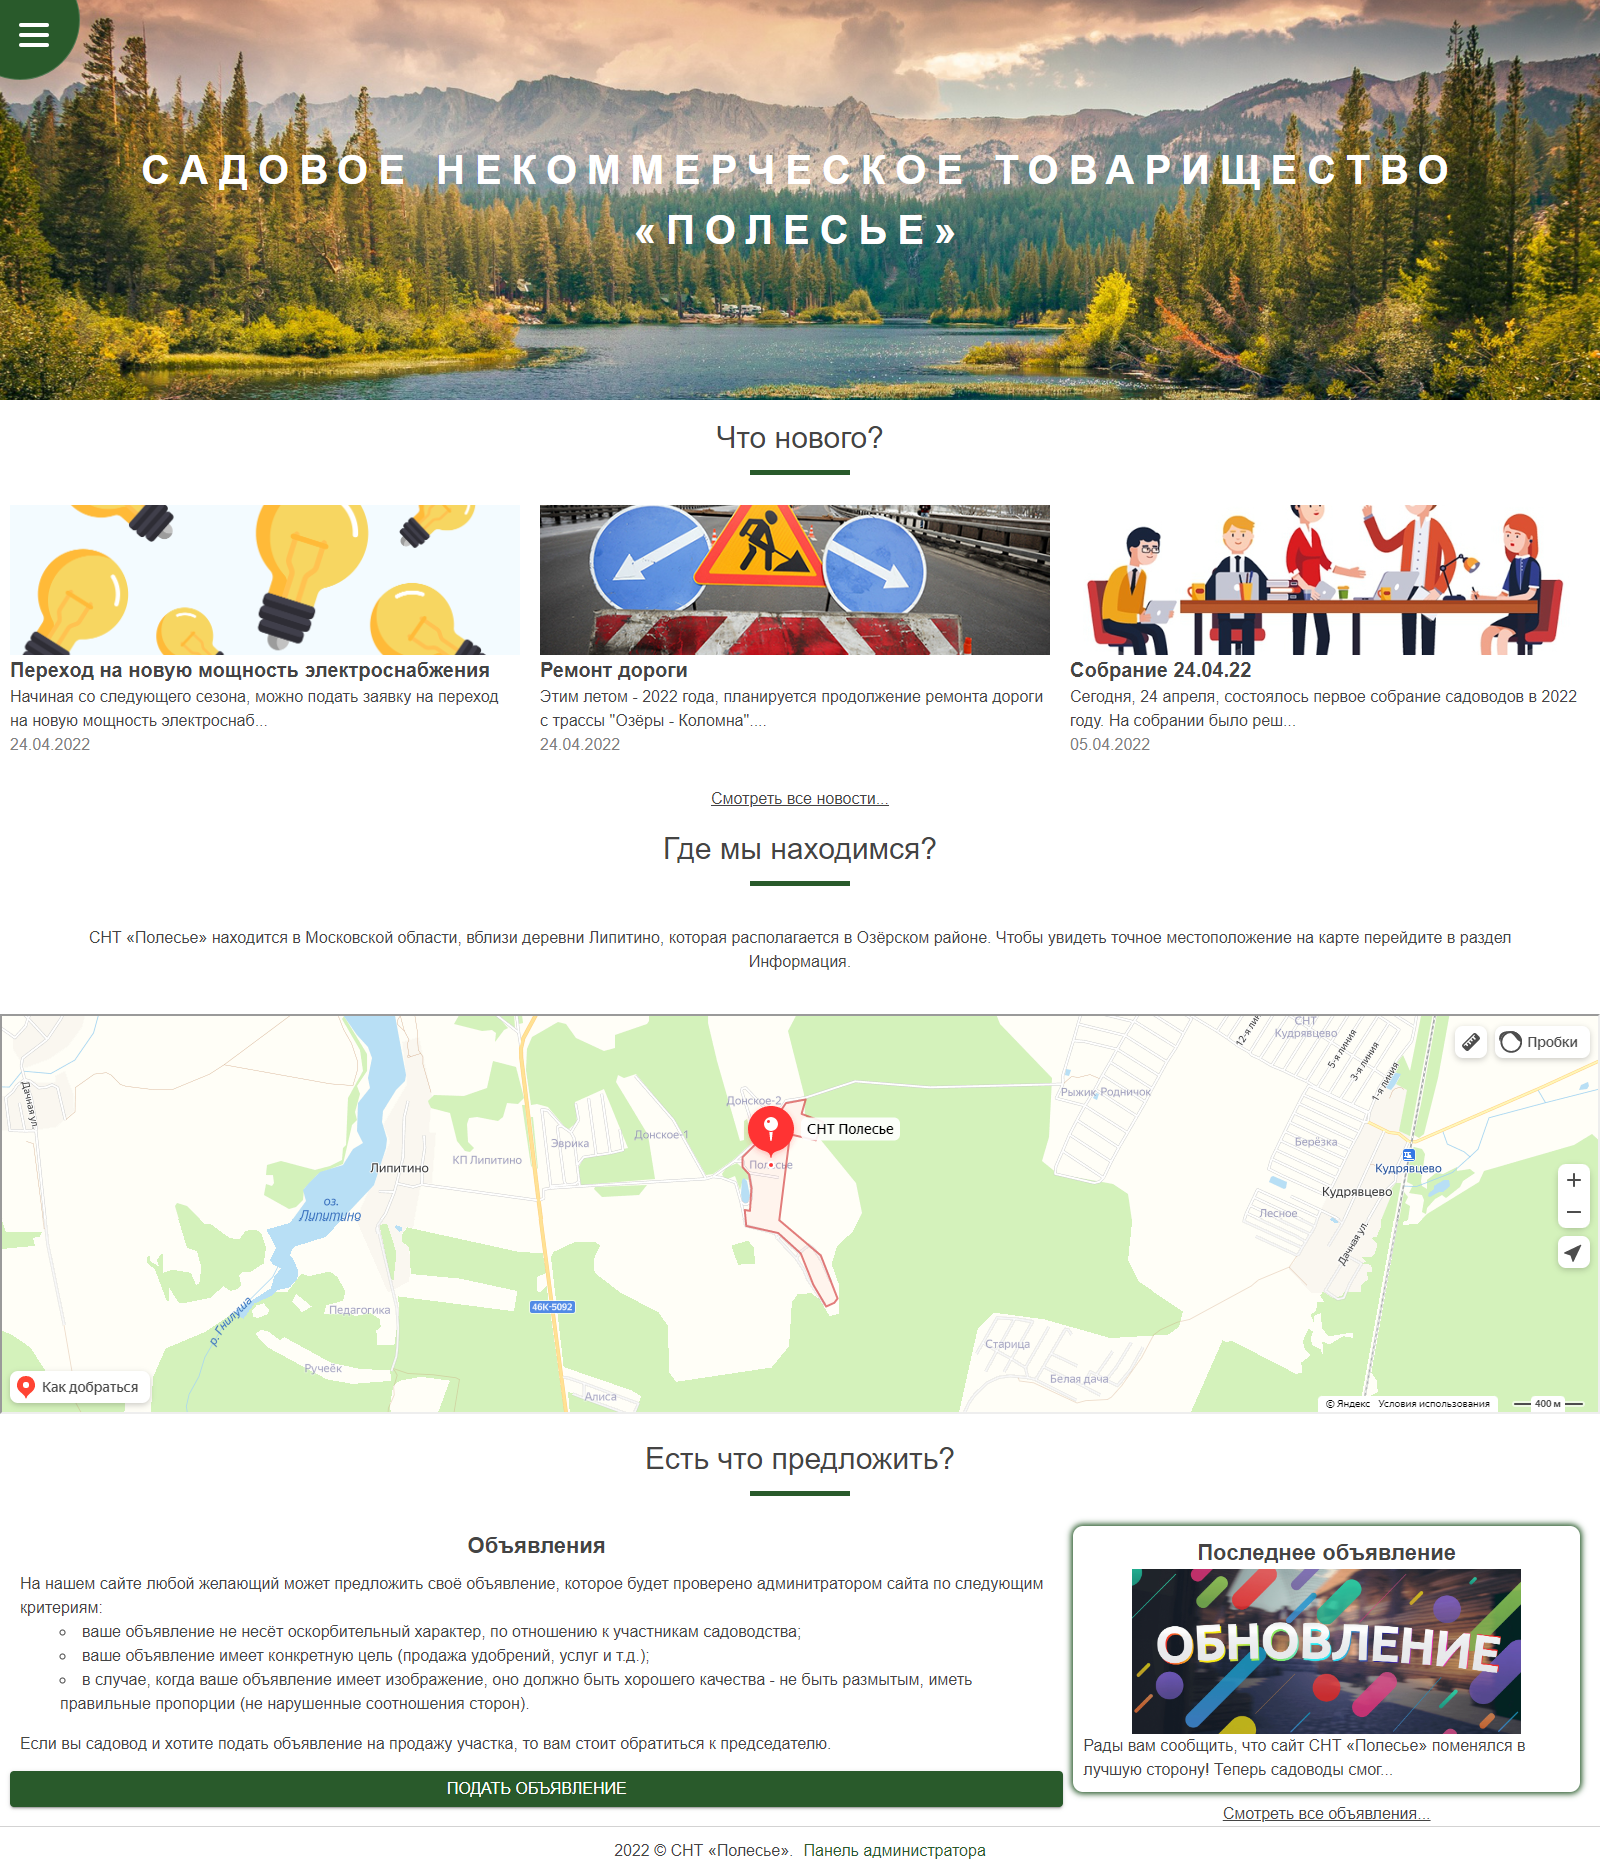 САДОВОЕ НЕКОММЕРЧЕСКОЕ ТОВАРИЩЕСТВО
«ПОЛЕСЬЕ»
Что нового?
Переход на новую мощность электроснабжения
Начиная со следующего сезона, можно подать заявку на переход
на новую мощность электроснаб...
24.04.2022
Ремонт дороги
Этим летом - 2022 года, планируется продолжение ремонта дороги
с трассы "Озёры - Коломна"....
24.04.2022
Собрание 24.04.22
Сегодня, 24 апреля, состоялось первое собрание садоводов в 2022
году. На собрании было реш...
05.04.2022
Смотреть все новости...
Где мы находимся?
СНТ «Полесье» находится в Московской области, вблизи деревни Липитино, которая располагается в Озёрском районе. Чтобы увидеть точное местоположение на карте перейдите в раздел
Информация.
12-я
СНТ
Кудрявцево
5-я линия
3-я линия
1-я линия
Пробки
Дачная ул.
Донское-2
Рыжик Родничок
СНТ Полесье
Эврика
Донское-1
Берёзка
КП Липитино
Липитино
Кудрявцево
Кудрявцево
оз.
Липитино
Лесное
Дачная ул.
Педагогика
46К-5092
р. Гнилуша
Старица
Ручеёк
Белая дача
Как добраться
Алиса
© Яндекс Условия использования
400 м
Есть что предложить?
Объявления
На нашем сайте любой желающий может предложить своё объявление, которое будет проверено админитратором сайта по следующим
критериям:
ваше объявление не несёт оскорбительный характер, по отношению к участникам садоводства;
ваше объявление имеет конкретную цель (продажа удобрений, услуг и т.д.);
в случае, когда ваше объявление имеет изображение, оно должно быть хорошего качества - не быть размытым, иметь
правильные пропорции (не нарушенные соотношения сторон).
Если вы садовод и хотите подать объявление на продажу участка, то вам стоит обратиться к председателю.
ПОДАТЬ ОБЪЯВЛЕНИЕ
Последнее объявление
ОБНОВЛЕНИЕ
Рады вам сообщить, что сайт СНТ «Полесье» поменялся в
лучшую сторону! Теперь садоводы смог...
Смотреть все объявления...
2022 © СНТ «Полесье». Панель администратора